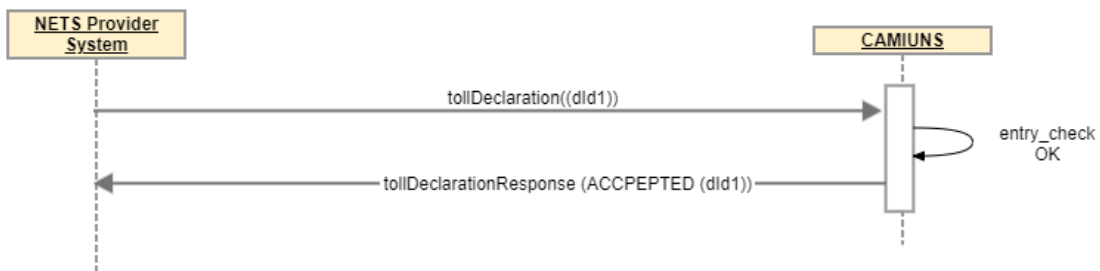 NETS Provider
System
CAMIUNS
tollDeclaration((dId1))
entry_check
OK
tollDeclarationResponse (ACCPEPTED (dId1))